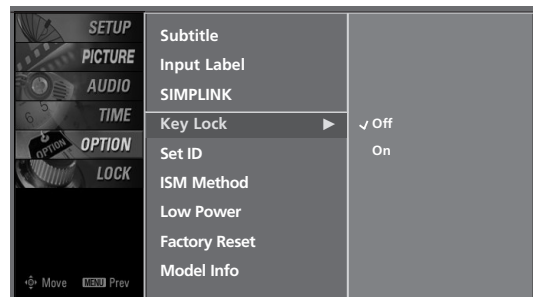 SETUP
PICTURE
AUDIO
TIME
OPTION
LOCK
Move MENU Prev
Subtitle
Input Label
SIMPLINK
Key Lock ▶
Set ID
ISM Method
Low Power
Factory Reset
Model Info
✓ Off
On